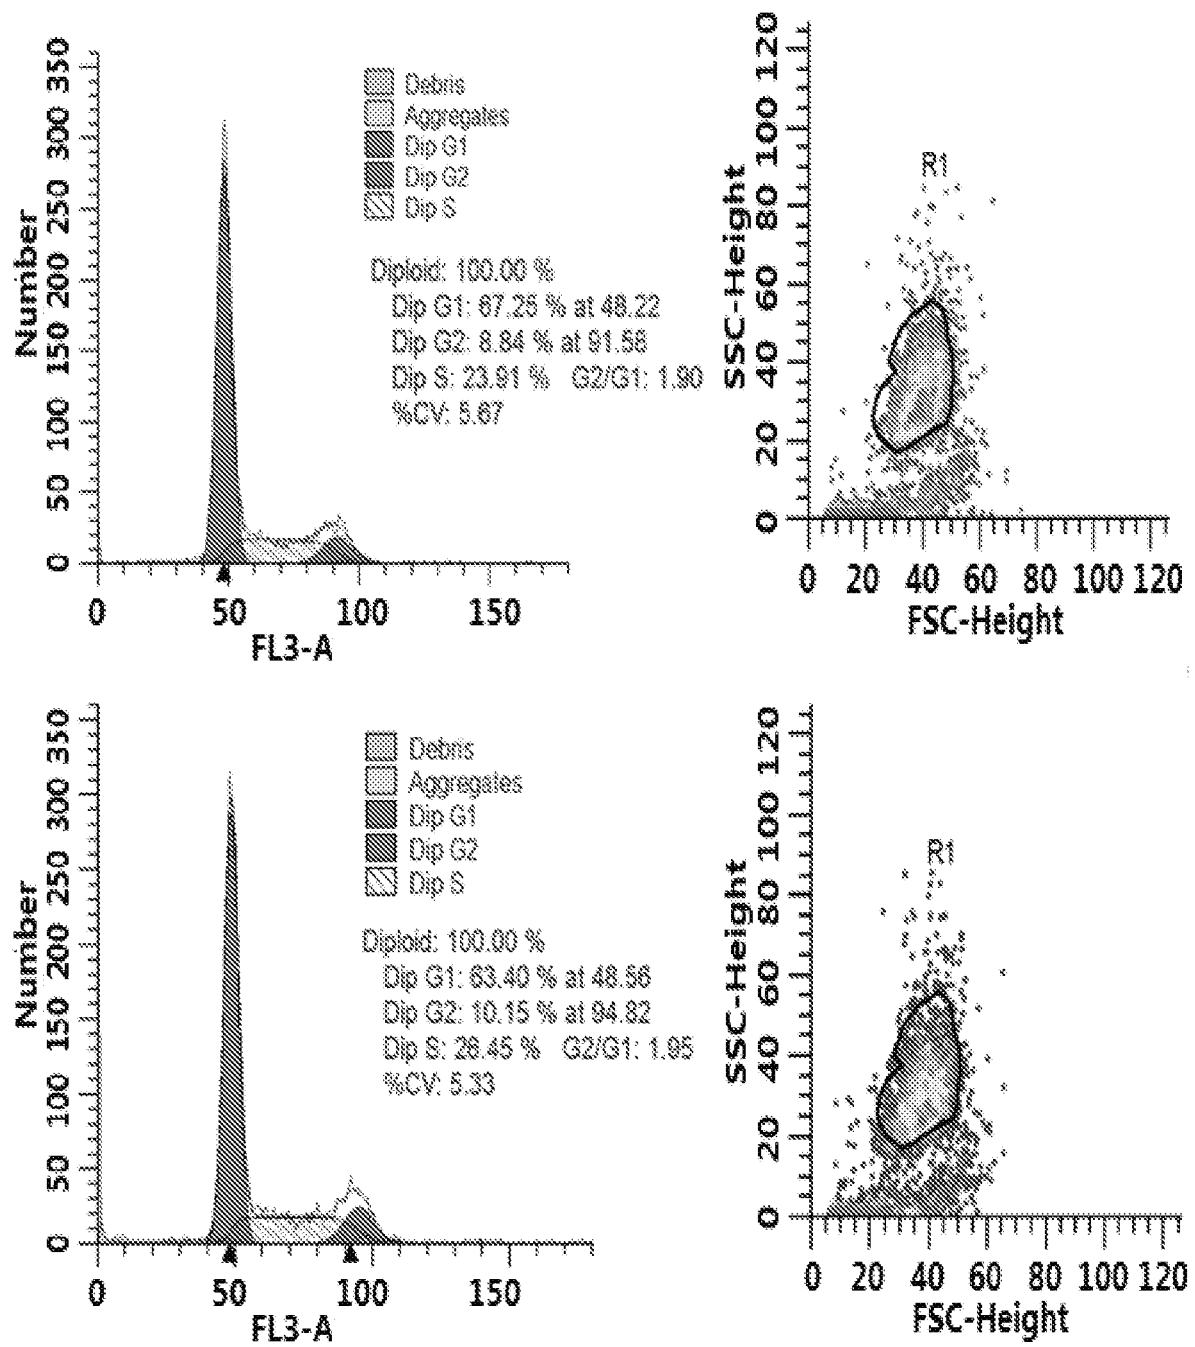 350
300
250
200
150
100
50
0
Number
0 50 100 150
FL3-A
Debris
Aggregates
Dip G1
Dip G2
Dip S
Diploid: 100.00 %
Dip G1: 67.25 % at 48.22
Dip G2: 8.84 % at 91.58
Dip S: 23.91 % G2/G1: 1.90
%CV: 5.67
120
100
80
60
40
20
0
SSC-Height
R1
0 20 40 60 80 100 120
FSC-Height
350
300
250
200
150
100
50
0
Number
0 50 100 150
FL3-A
Debris
Aggregates
Dip G1
Dip G2
Dip S
Diploid: 100.00 %
Dip G1: 63.40 % at 48.56
Dip G2: 10.15 % at 94.82
Dip S: 26.45 % G2/G1: 1.95
%CV: 5.33
120
100
80
60
40
20
0
SSC-Height
R1
0 20 40 60 80 100 120
FSC-Height